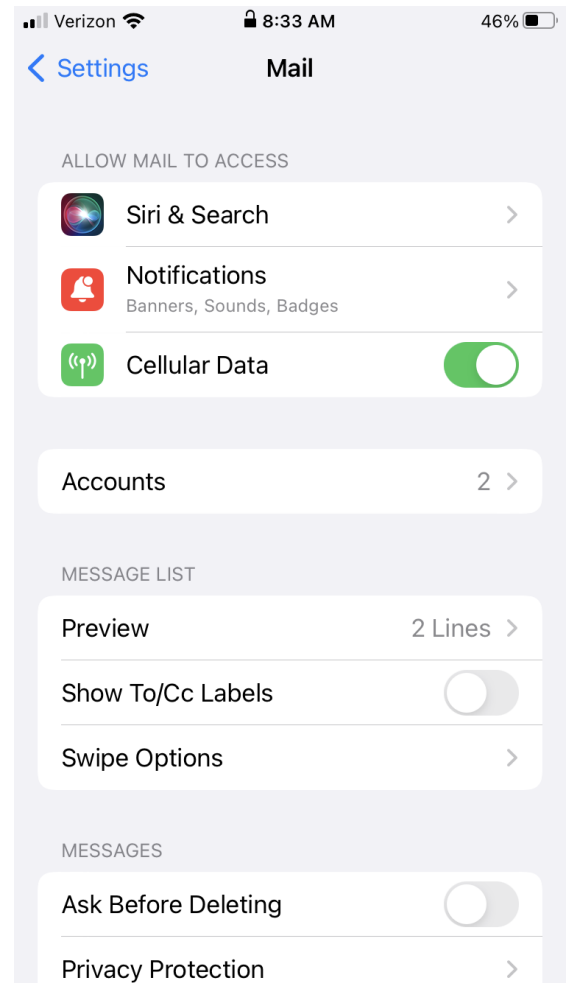 Verizon 8:33 AM 46%
Settings Mail
ALLOW MAIL TO ACCESS
Siri & Search
Notifications
Banners, Sounds, Badges
Cellular Data
Accounts 2
MESSAGE LIST
Preview 2 Lines
Show To/Cc Labels
Swipe Options
MESSAGES
Ask Before Deleting
Privacy Protection